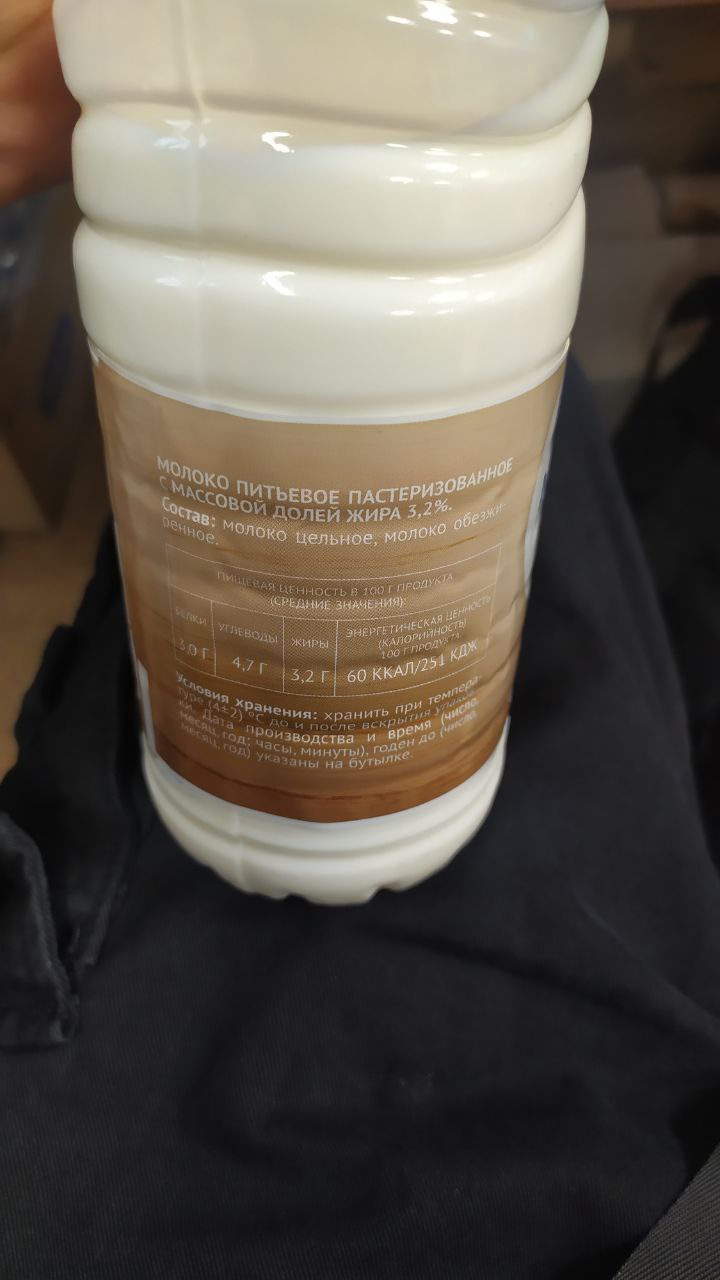 МОЛОКО ПИТЬЕВОЕ ПАСТЕРИЗОВАННОЕ
С МАССОВОЙ ДОЛЕЙ ЖИРА 3,2%.
Состав: молоко цельное, молоко обезжи-
ренное.
ПИЩЕВАЯ ЦЕННОСТЬ В 100 Г ПРОДУКТА
(СРЕДНИЕ ЗНАЧЕНИЯ):
БЕЛКИ УГЛЕВОДЫ ЖИРЫ ЭНЕРГЕТИЧЕСКАЯ ЦЕННОСТЬ
(КАЛОРИЙНОСТЬ)
100 Г ПРОДУКТА
3,0 Г 4,7 Г 3,2 Г 60 ККАЛ/251 КДЖ
Условия хранения: хранить при темпера-
туре (4±2) °С до и после вскрытия упаков-
ки. Дата производства и время (число,
месяц, год; часы, минуты), годен до (число,
месяц, год) указаны на бутылке.